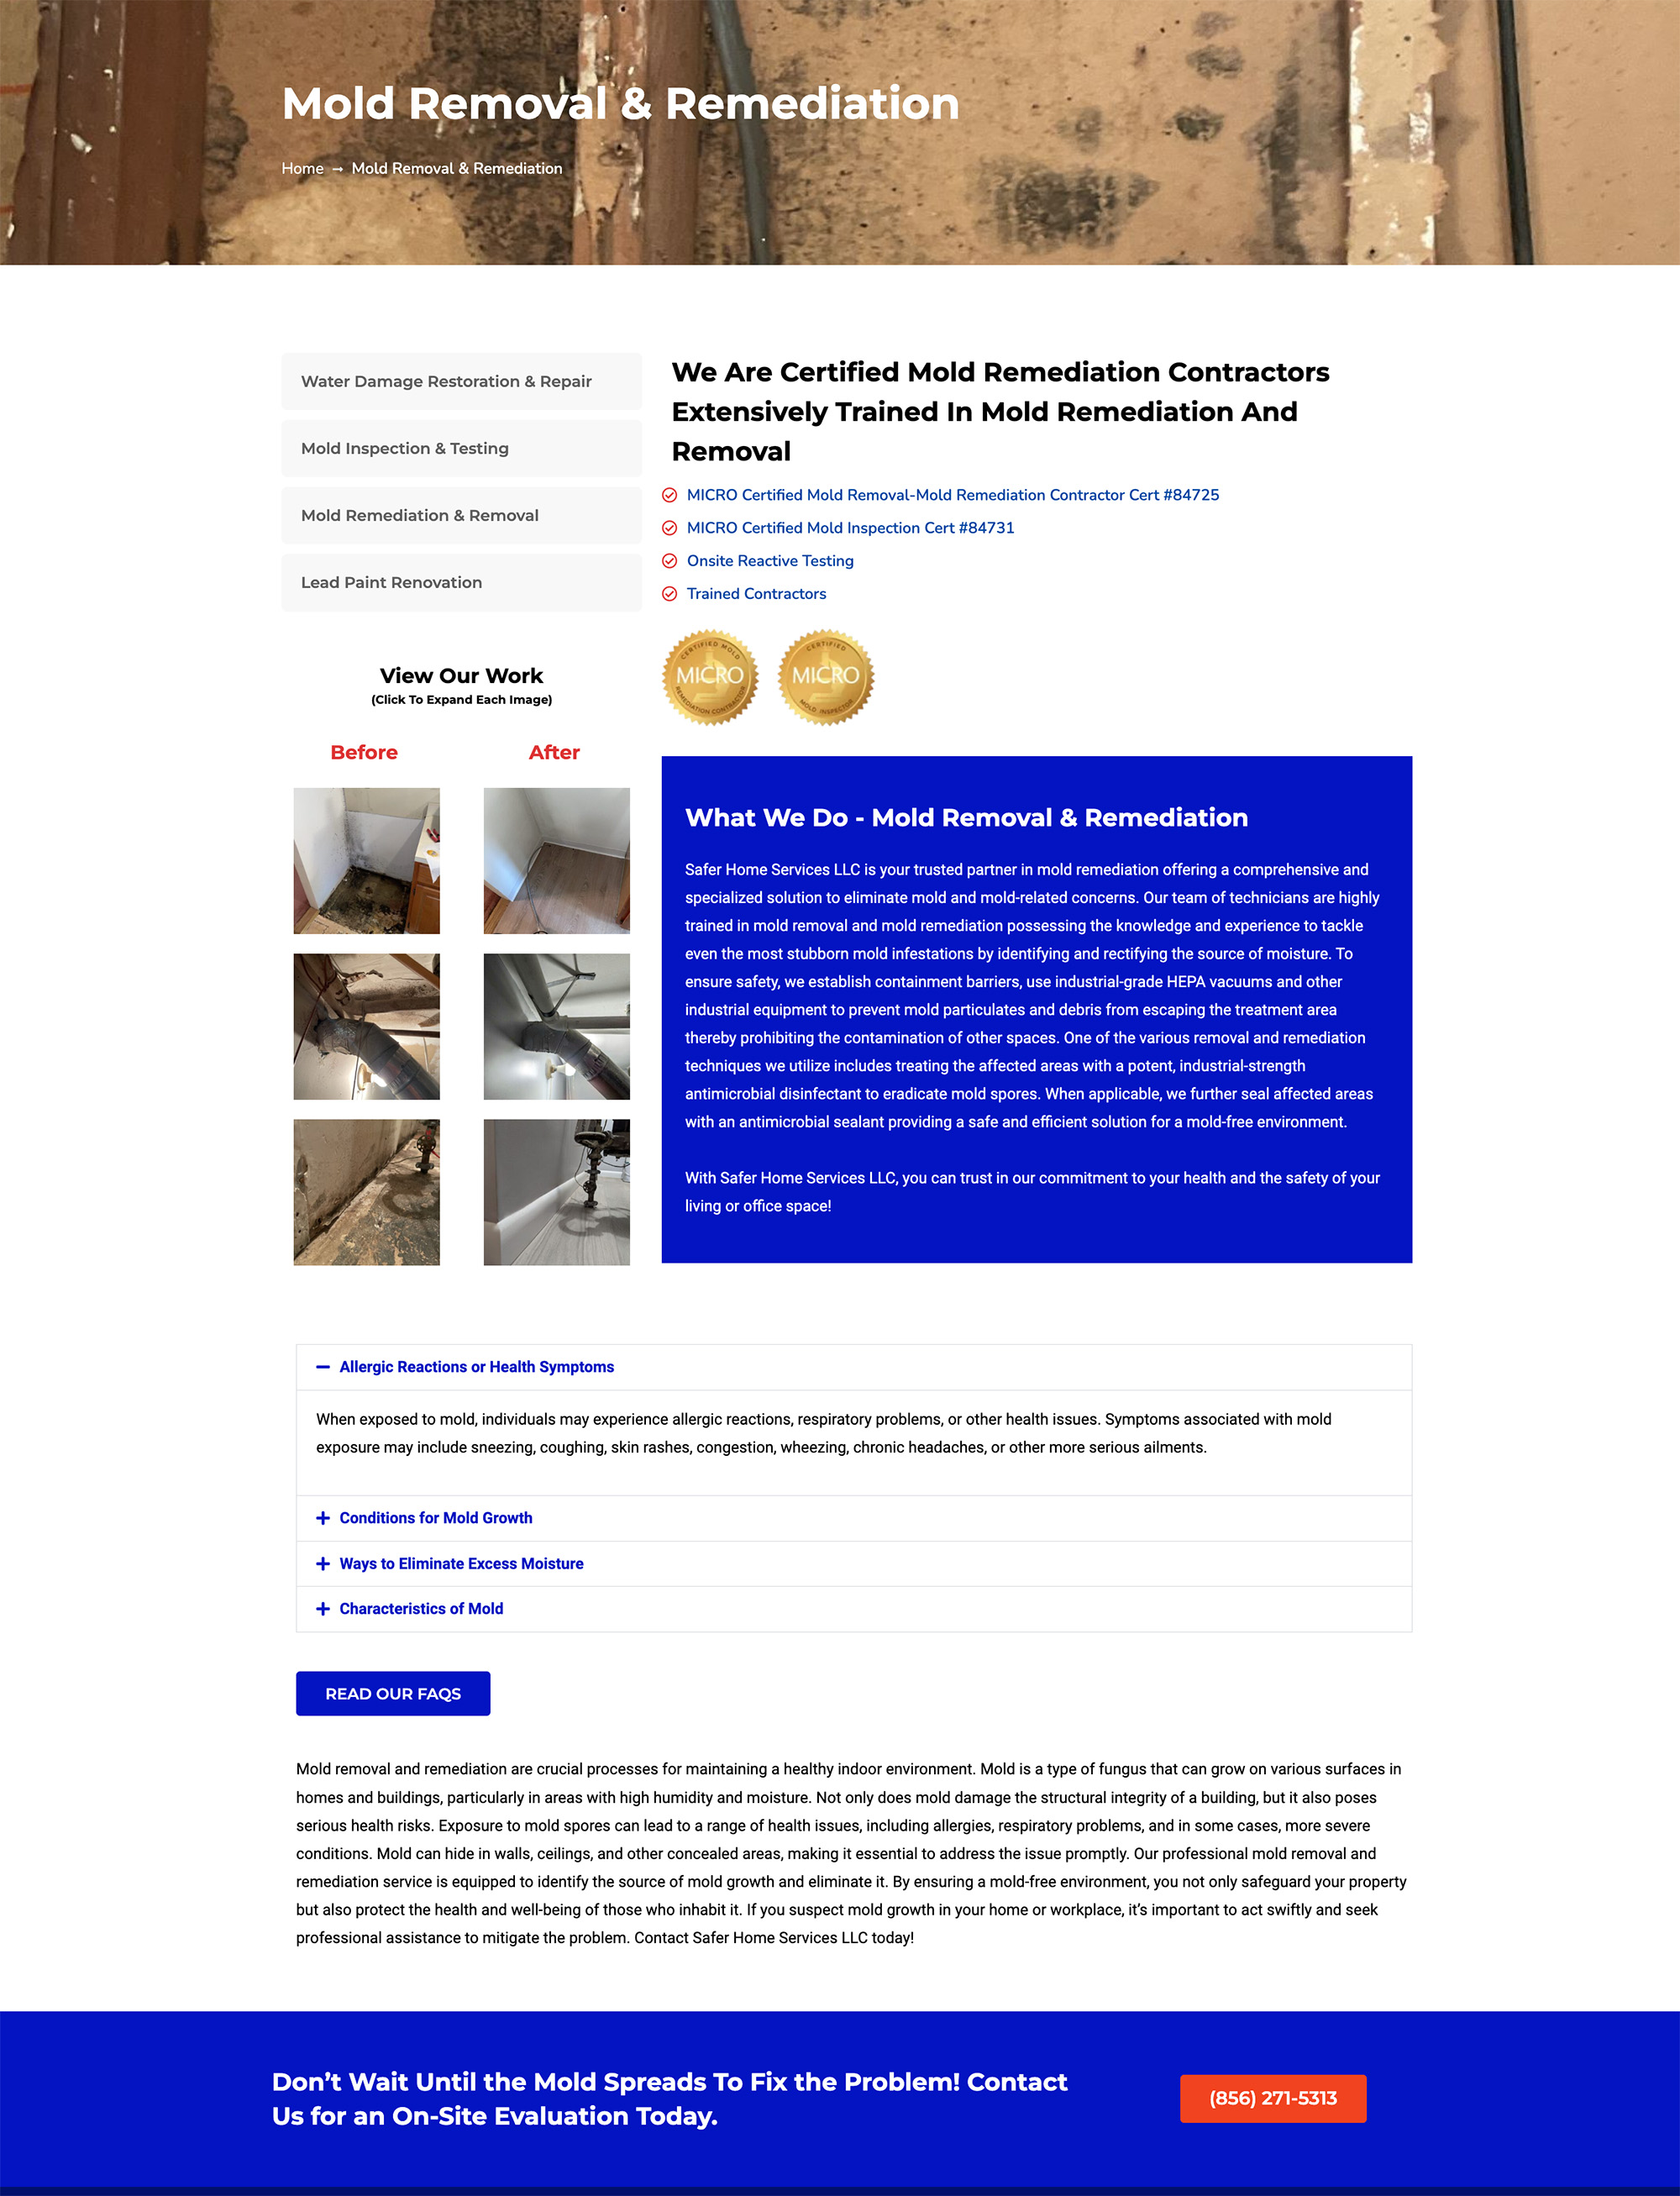 Mold Removal & Remediation
Home → Mold Removal & Remediation
Water Damage Restoration & Repair
Mold Inspection & Testing
Mold Remediation & Removal
Lead Paint Renovation
View Our Work
(Click To Expand Each Image)
Before
After
We Are Certified Mold Remediation Contractors
Extensively Trained In Mold Remediation And
Removal
MICRO Certified Mold Removal-Mold Remediation Contractor Cert #84725
MICRO Certified Mold Inspection Cert #84731
Onsite Reactive Testing
Trained Contractors
CERTIFIED MOLD
MICRO
REMEDIATION CONTRACTOR
CERTIFIED
MICRO
MOLD INSPECTOR
What We Do - Mold Removal & Remediation
Safer Home Services LLC is your trusted partner in mold remediation offering a comprehensive and
specialized solution to eliminate mold and mold-related concerns. Our team of technicians are highly
trained in mold removal and mold remediation possessing the knowledge and experience to tackle
even the most stubborn mold infestations by identifying and rectifying the source of moisture. To
ensure safety, we establish containment barriers, use industrial-grade HEPA vacuums and other
industrial equipment to prevent mold particulates and debris from escaping the treatment area
thereby prohibiting the contamination of other spaces. One of the various removal and remediation
techniques we utilize includes treating the affected areas with a potent, industrial-strength
antimicrobial disinfectant to eradicate mold spores. When applicable, we further seal affected areas
with an antimicrobial sealant providing a safe and efficient solution for a mold-free environment.
With Safer Home Services LLC, you can trust in our commitment to your health and the safety of your
living or office space!
Allergic Reactions or Health Symptoms
When exposed to mold, individuals may experience allergic reactions, respiratory problems, or other health issues. Symptoms associated with mold
exposure may include sneezing, coughing, skin rashes, congestion, wheezing, chronic headaches, or other more serious ailments.
Conditions for Mold Growth
Ways to Eliminate Excess Moisture
Characteristics of Mold
READ OUR FAQS
Mold removal and remediation are crucial processes for maintaining a healthy indoor environment. Mold is a type of fungus that can grow on various surfaces in
homes and buildings, particularly in areas with high humidity and moisture. Not only does mold damage the structural integrity of a building, but it also poses
serious health risks. Exposure to mold spores can lead to a range of health issues, including allergies, respiratory problems, and in some cases, more severe
conditions. Mold can hide in walls, ceilings, and other concealed areas, making it essential to address the issue promptly. Our professional mold removal and
remediation service is equipped to identify the source of mold growth and eliminate it. By ensuring a mold-free environment, you not only safeguard your property
but also protect the health and well-being of those who inhabit it. If you suspect mold growth in your home or workplace, it’s important to act swiftly and seek
professional assistance to mitigate the problem. Contact Safer Home Services LLC today!
Don’t Wait Until the Mold Spreads To Fix the Problem! Contact
Us for an On-Site Evaluation Today.
(856) 271-5313